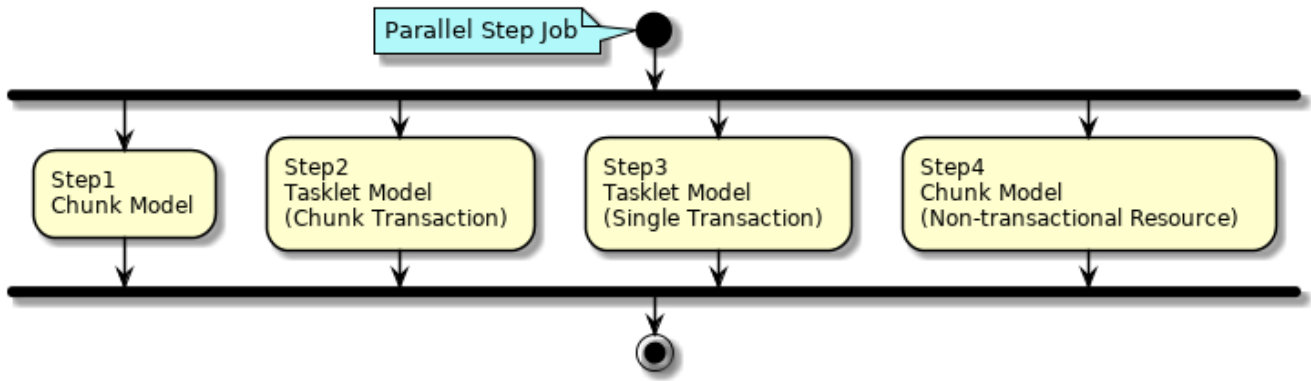 Parallel Step Job
Step1
Chunk Model
Step2
Tasklet Model
(Chunk Transaction)
Step3
Tasklet Model
(Single Transaction)
Step4
Chunk Model
(Non-transactional Resource)